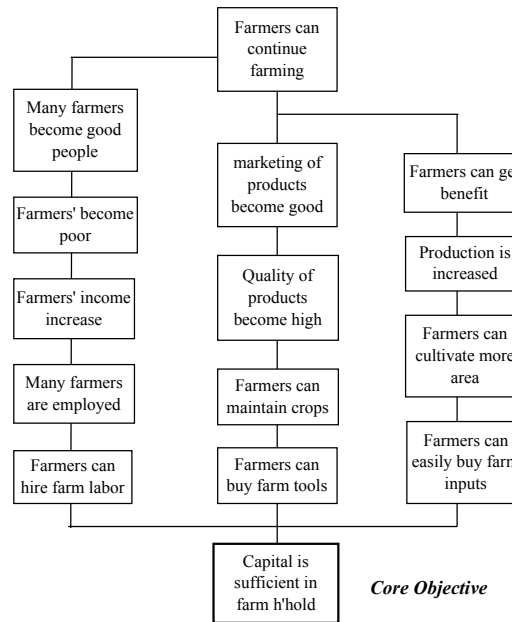 Farmers can
continue
farming
Many farmers
become good
people
Farmers' become
poor
Farmers' income
increase
Many farmers
are employed
Farmers can
hire farm labor
marketing of
products
become good
Quality of
products
become high
Farmers can
maintain crops
Farmers can
buy farm tools
Farmers can ge
benefit
Production is
increased
Farmers can
cultivate more
area
Farmers can
easily buy farm
inputs
Capital is
sufficient in
farm h'hold
Core Objective